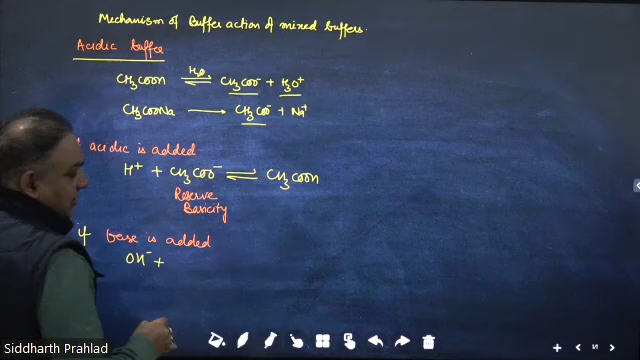 Mechanism of Buffer action of mixed buffers.
Acidic buffer
CH3COOH ⇌ H2O CH3COO⁻ + H3O⁺
CH3COONa ⟶ CH3COO⁻ + Na⁺
acidic is added
H⁺ + CH3COO⁻ ⇌ CH3COOH
Reserve
Basicity
if base is added
OH⁻ +
Siddharth Prahlad